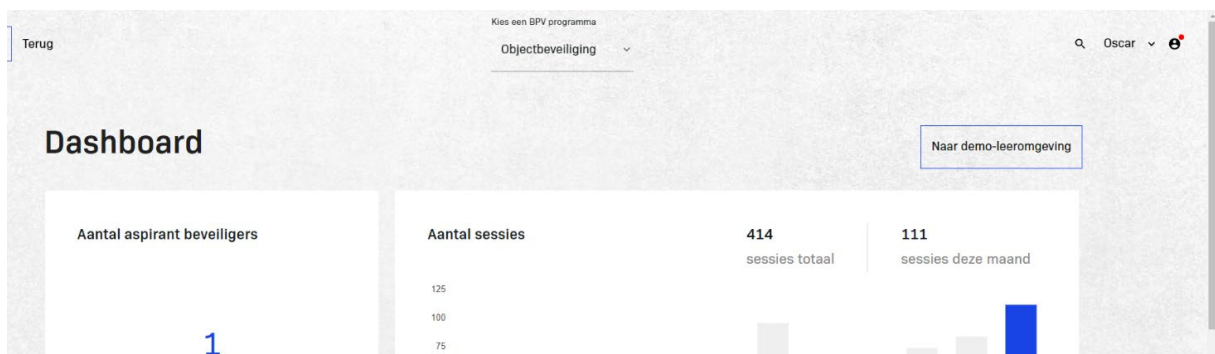 Kies een BPV programma
Terug
Objectbeveiliging
Oscar
Dashboard
Naar demo-leeromgeving
Aantal aspirant beveiligers
1
Aantal sessies
414
sessies totaal
111
sessies deze maand
125
100
75